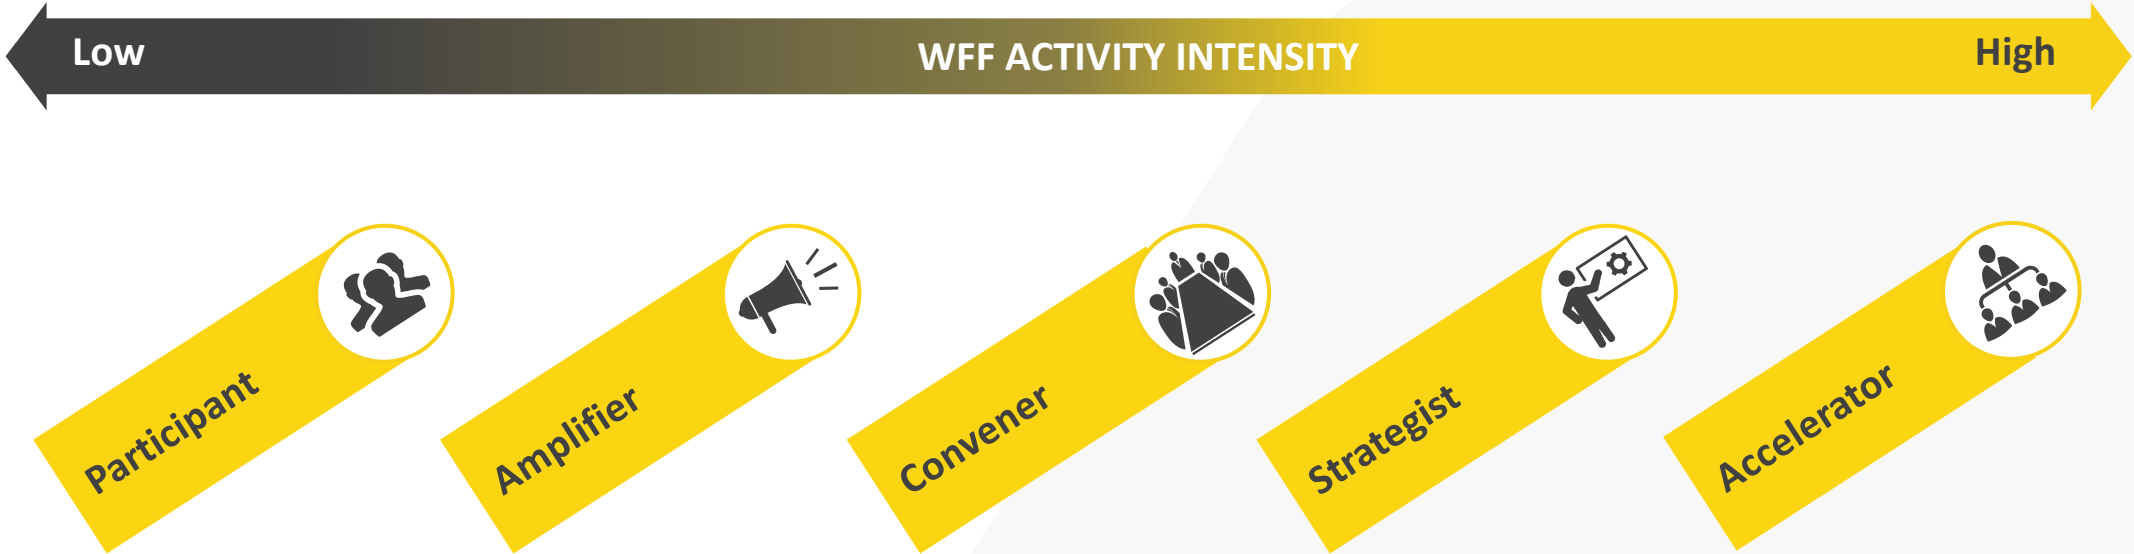 Low
WFF ACTIVITY INTENSITY
High
Participant
Amplifier
Convener
Strategist
Accelerator